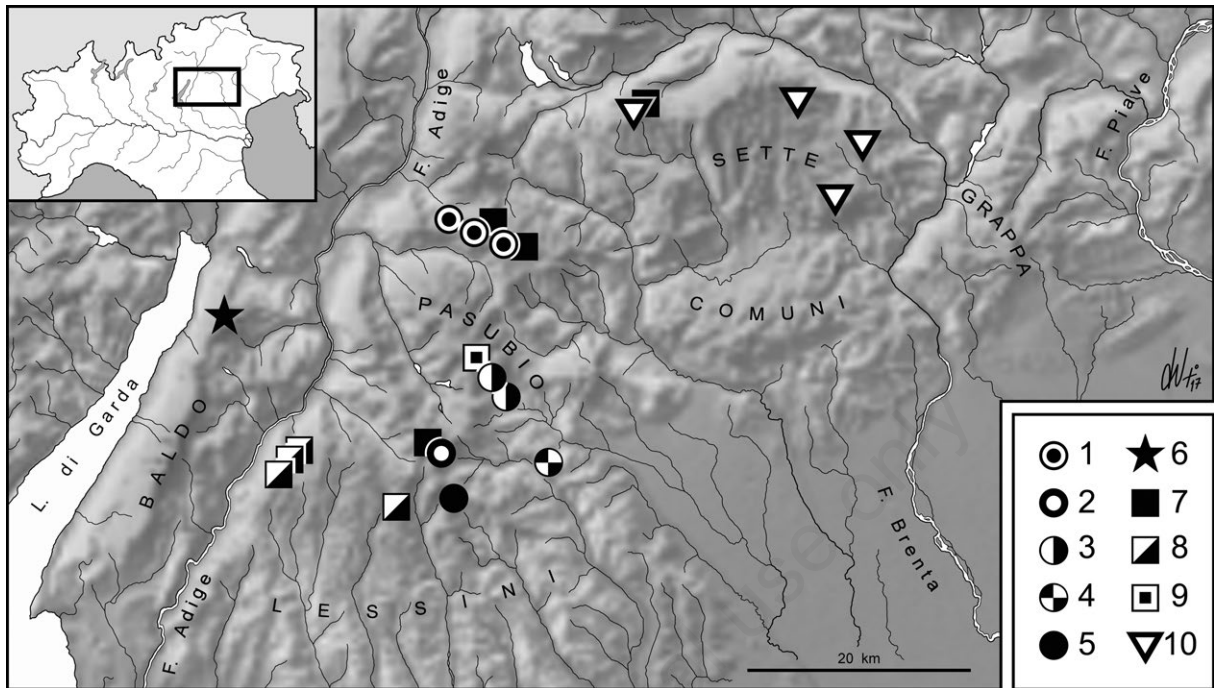 F. Adige
F. Piave
SETTE
GRAPPA
PASUBIO
COMUNI
L. di Garda
BALDO
F. Adige
LESSINI
F. Brenta
20 km
1 6
2 7
3 8
4 9
5 10